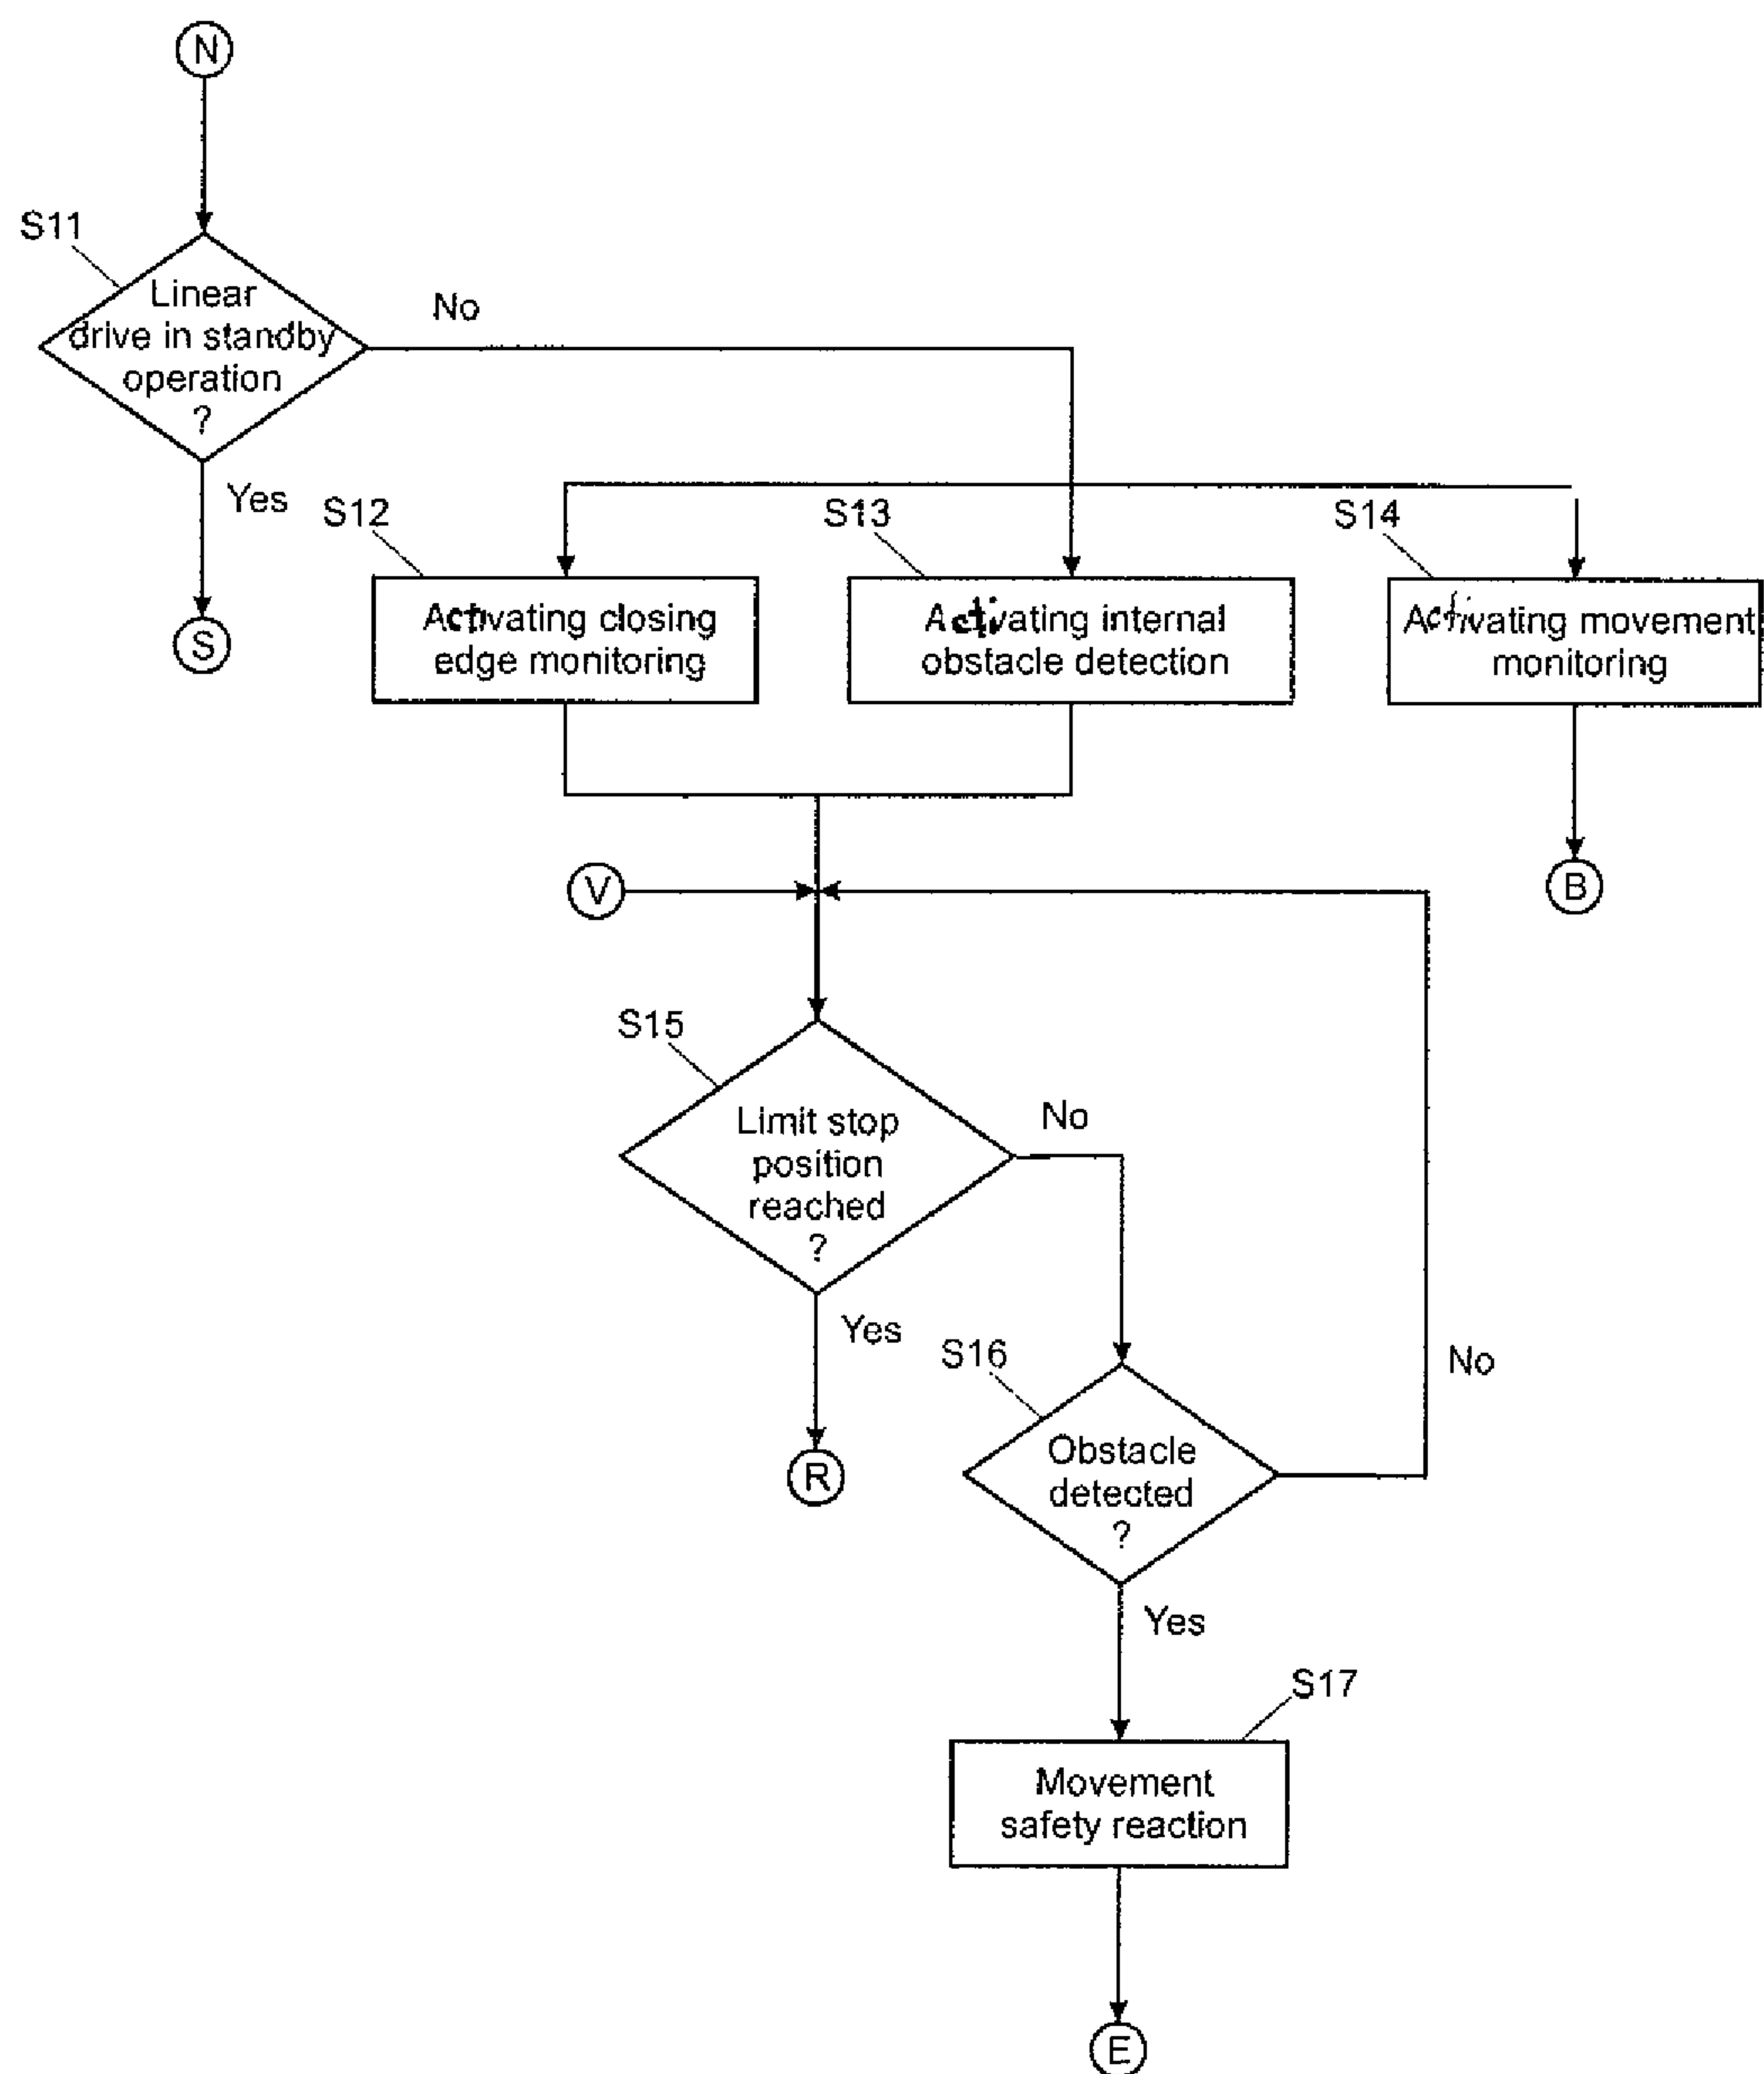 N
S11
Linear
drive in standby
operation
?
No
Yes
S
S12
Activating closing
edge monitoring
S13
Activating internal
obstacle detection
S14
Activating movement
monitoring
B
V
S15
Limit stop
position
reached
?
No
Yes
R
S16
Obstacle
detected
?
No
Yes
S17
Movement
safety reaction
E